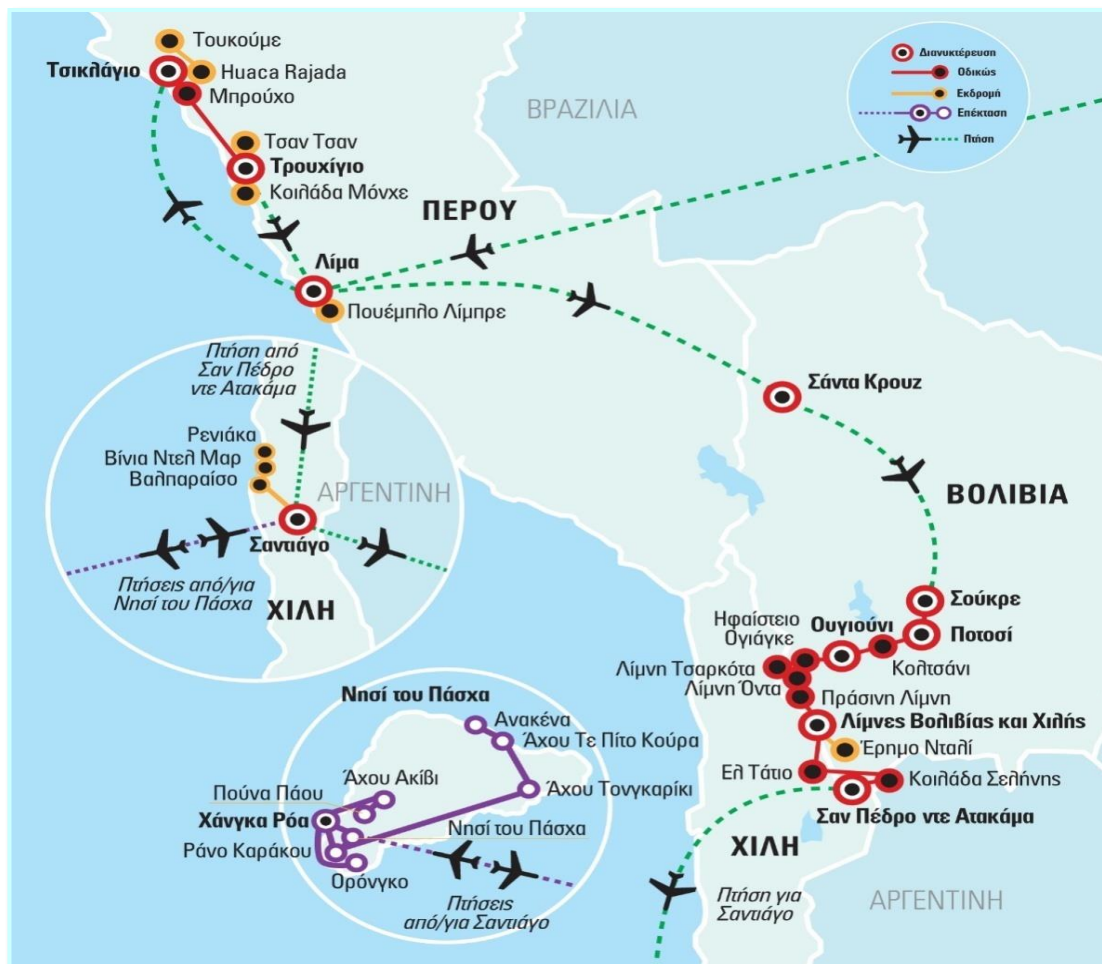 Τουκούμε
Τσικλάγιο
Huaca Rajada
Μπρούχο
Τσαν Τσαν
Τρουχίγιο
Κοιλάδα Μόνχε
ΠΕΡΟΥ
ΒΡΑΖΙΛΙΑ
Διανυκτέρευση
Οδικώς
Εκδρομή
Επέκταση
Πτήση
Λίμα
Πουέμπλο Λίμπρε
Σάντα Κρουζ
ΒΟΛΙΒΙΑ
Πτήση από
Σαν Πέδρο
ντε Ατακάμα
Ρενιάκα
Βίνια Ντελ Μαρ
Βαλπαραίσο
ΑΡΓΕΝΤΙΝΗ
Σαντιάγο
Πτήσεις από/για
Νησί του Πάσχα
ΧΙΛΗ
Σούκρε
Ποτοσί
Ουγιούνι
Κολτσάνι
Ηφαίστειο
Ογιάγκε
Λίμνη Τσαρκότα
Λίμνη Όντα
Πράσινη Λίμνη
Λίμνες Βολιβίας και Χιλής
Έρημο Νταλί
Ελ Τάτιο
Κοιλάδα Σελήνης
Σαν Πέδρο ντε Ατακάμα
ΧΙΛΗ
Πτήση για
Σαντιάγο
ΑΡΓΕΝΤΙΝΗ
Νησί του Πάσχα
Ανακένα
Άχου Τε Πίτο Κούρα
Άχου Ακίβι
Άχου Τονγκαρίκι
Πούνα Πάου
Χάνγκα Ρόα
Νησί του Πάσχα
Ράνο Καράκου
Ορόνγκο
Πτήσεις
από/για Σαντιάγο